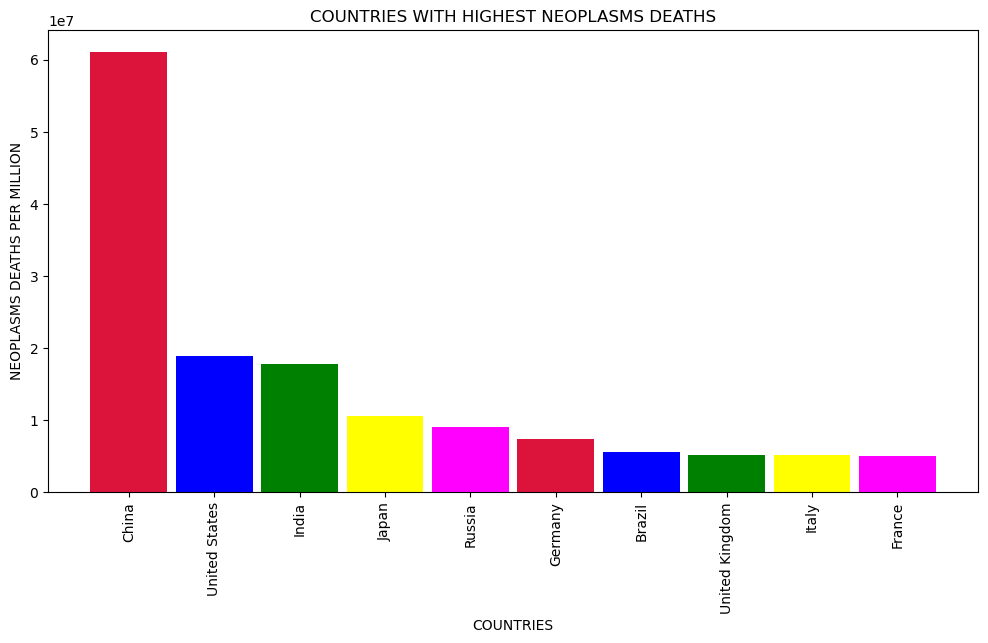 COUNTRIES WITH HIGHEST NEOPLASMS DEATHS
1e7
NEOPLASMS DEATHS PER MILLION
6
5
4
3
2
1
0
China
United States
India
Japan
Russia
Germany
Brazil
United Kingdom
Italy
France
COUNTRIES